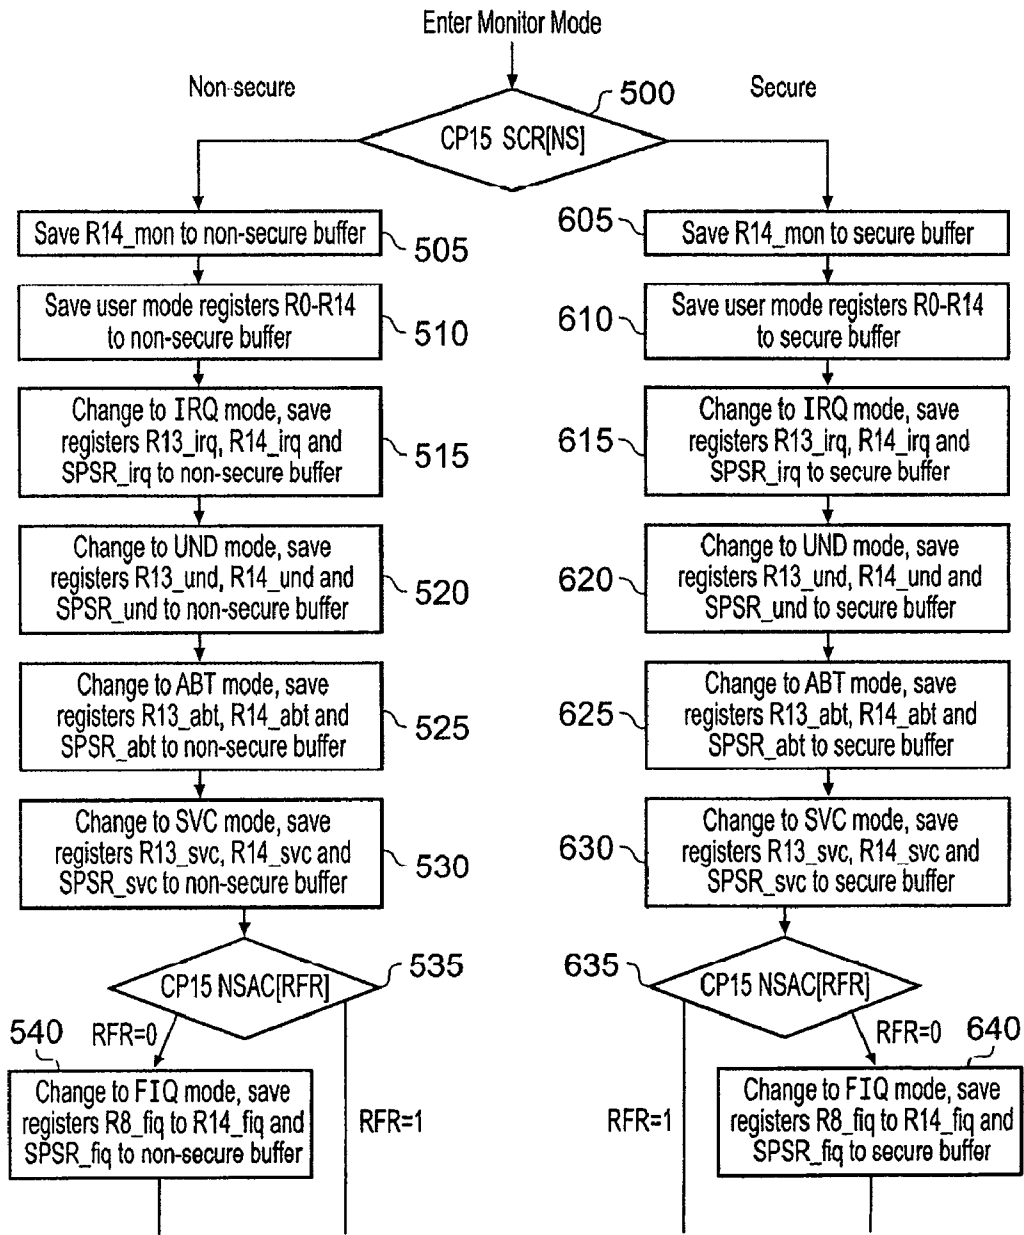 Enter Monitor Mode
Non-secure
Secure
500
CP15 SCR[NS]
Save R14_mon to non-secure buffer
505
Save user mode registers R0-R14
to non-secure buffer
510
Change to IRQ mode, save
registers R13_irq, R14_irq and
SPSR_irq to non-secure buffer
515
Change to UND mode, save
registers R13_und, R14_und and
SPSR_und to non-secure buffer
520
Change to ABT mode, save
registers R13_abt, R14_abt and
SPSR_abt to non-secure buffer
525
Change to SVC mode, save
registers R13_svc, R14_svc and
SPSR_svc to non-secure buffer
530
CP15 NSAC[RFR]
535
RFR=0
540
Change to FIQ mode, save
registers R8_fiq to R14_fiq and
SPSR_fiq to non-secure buffer
RFR=1
605
Save R14_mon to secure buffer
610
Save user mode registers R0-R14
to secure buffer
615
Change to IRQ mode, save
registers R13_irq, R14_irq and
SPSR_irq to secure buffer
620
Change to UND mode, save
registers R13_und, R14_und and
SPSR_und to secure buffer
625
Change to ABT mode, save
registers R13_abt, R14_abt and
SPSR_abt to secure buffer
630
Change to SVC mode, save
registers R13_svc, R14_svc and
SPSR_svc to secure buffer
635
CP15 NSAC[RFR]
RFR=0
640
RFR=1
Change to FIQ mode, save
registers R8_fiq to R14_fiq and
SPSR_fiq to secure buffer